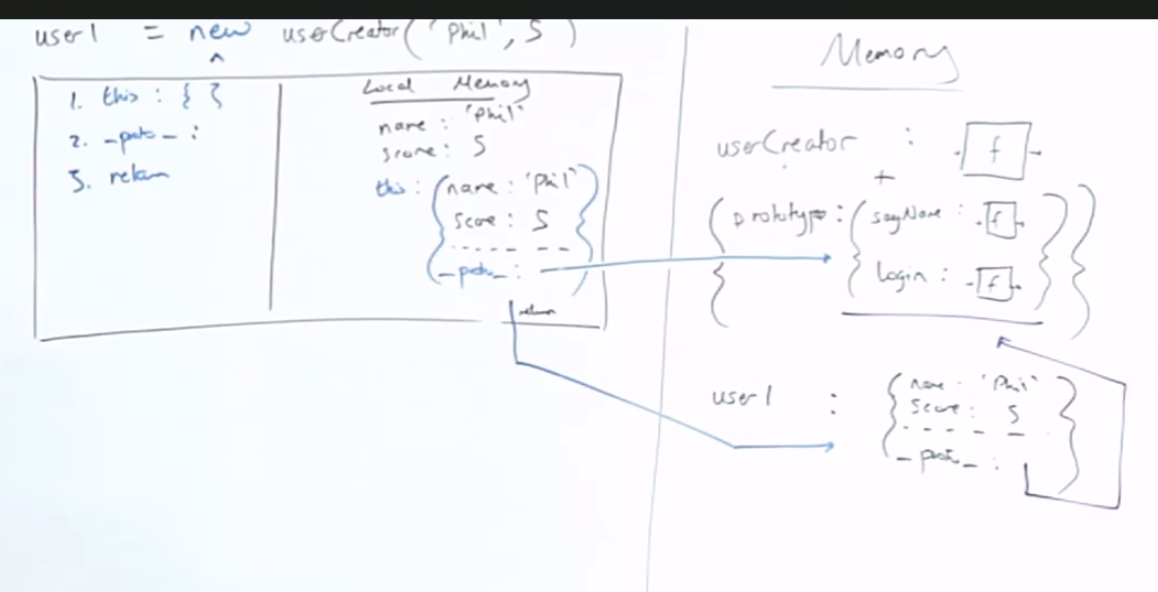 user1 = new userCreator('Phil', 5)
^
1. this : { }
2. _proto_ :
3. return
Local Memory
name : 'Phil'
score : 5
this : { name : 'Phil'
score : 5
- - - - - - -
_proto_ : }
return
Memory
userCreator : -[f]-
+
{ prototype : { sayName : -[f]-
login : -[f]- } }
user1 : { name : 'Phil'
score : 5
- - - - -
_proto_ : }